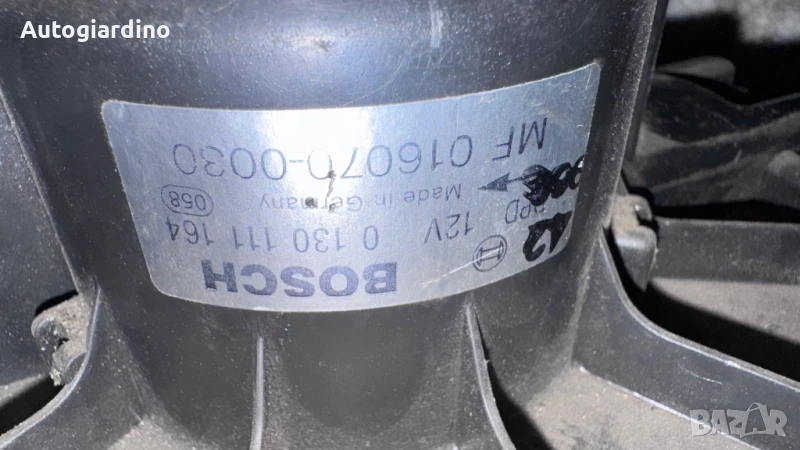 Autogiardino
BOSCH
0 130 111 164
12V
Made in Germany
058
MF 016070-0030
BAZAR